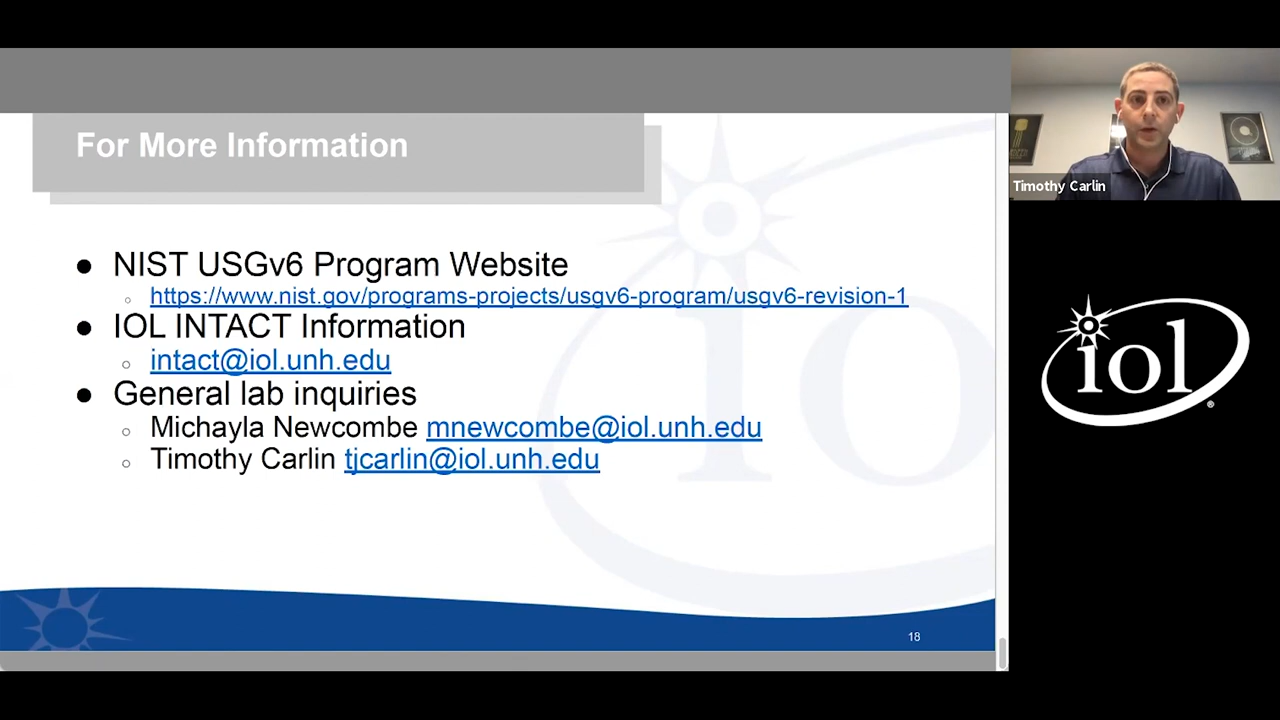 For More Information
● NIST USGv6 Program Website
○ https://www.nist.gov/programs-projects/usgv6-program/usgv6-revision-1
● IOL INTACT Information
○ intact@iol.unh.edu
● General lab inquiries
○ Michayla Newcombe mnewcombe@iol.unh.edu
○ Timothy Carlin tjcarlin@iol.unh.edu
18
Timothy Carlin
iol
®
iol